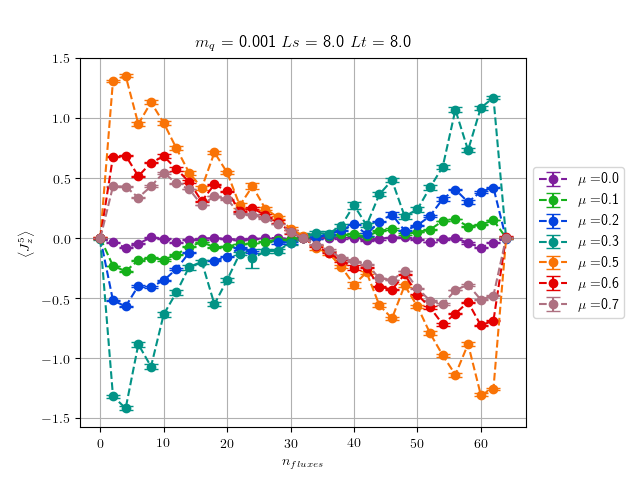 m_q = 0.001 Ls = 8.0 Lt = 8.0
1.5
1.0
0.5
0.0
−0.5
−1.0
−1.5
⟨J_z^5⟩
0 10 20 30 40 50 60
n_{fluxes}
μ =0.0
μ =0.1
μ =0.2
μ =0.3
μ =0.5
μ =0.6
μ =0.7